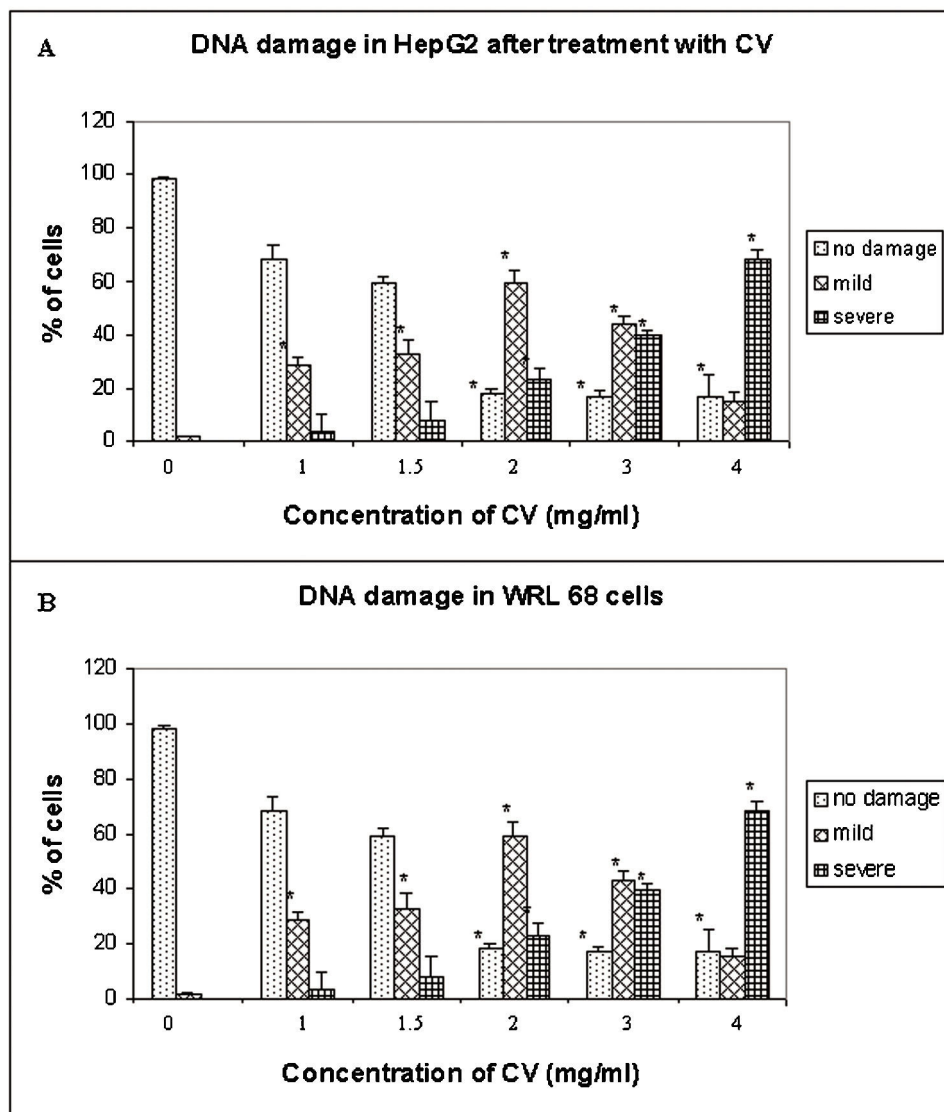 A
DNA damage in HepG2 after treatment with CV
120
100
80
60
40
20
0
% of cells
* * * * * * * * * *
0 1 1.5 2 3 4
Concentration of CV (mg/ml)
no damage
mild
severe
B
DNA damage in WRL 68 cells
120
100
80
60
40
20
0
% of cells
* * * * * * * * * *
0 1 1.5 2 3 4
Concentration of CV (mg/ml)
no damage
mild
severe